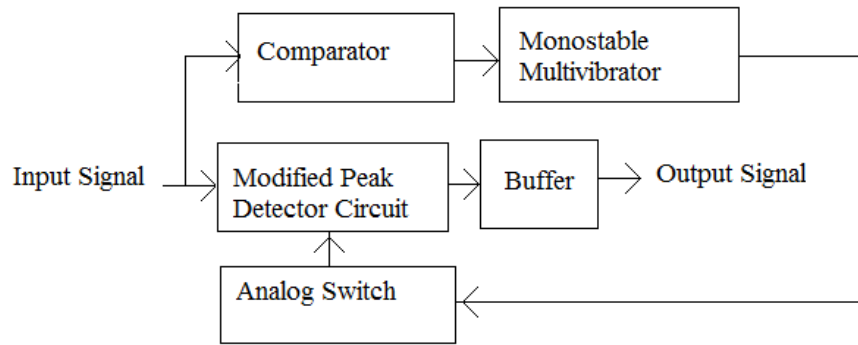 Comparator
Monostable
Multivibrator
Input Signal
Modified Peak
Detector Circuit
Buffer
Output Signal
Analog Switch